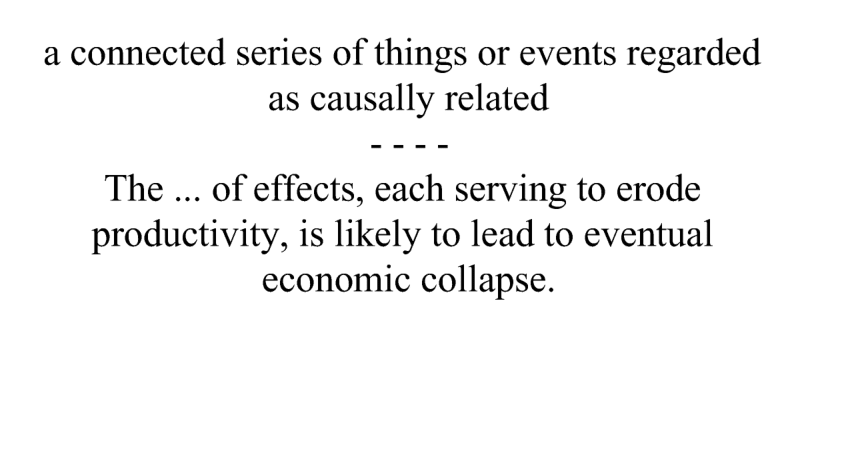 a connected series of things or events regarded
as causally related
- - - -
The ... of effects, each serving to erode
productivity, is likely to lead to eventual
economic collapse.